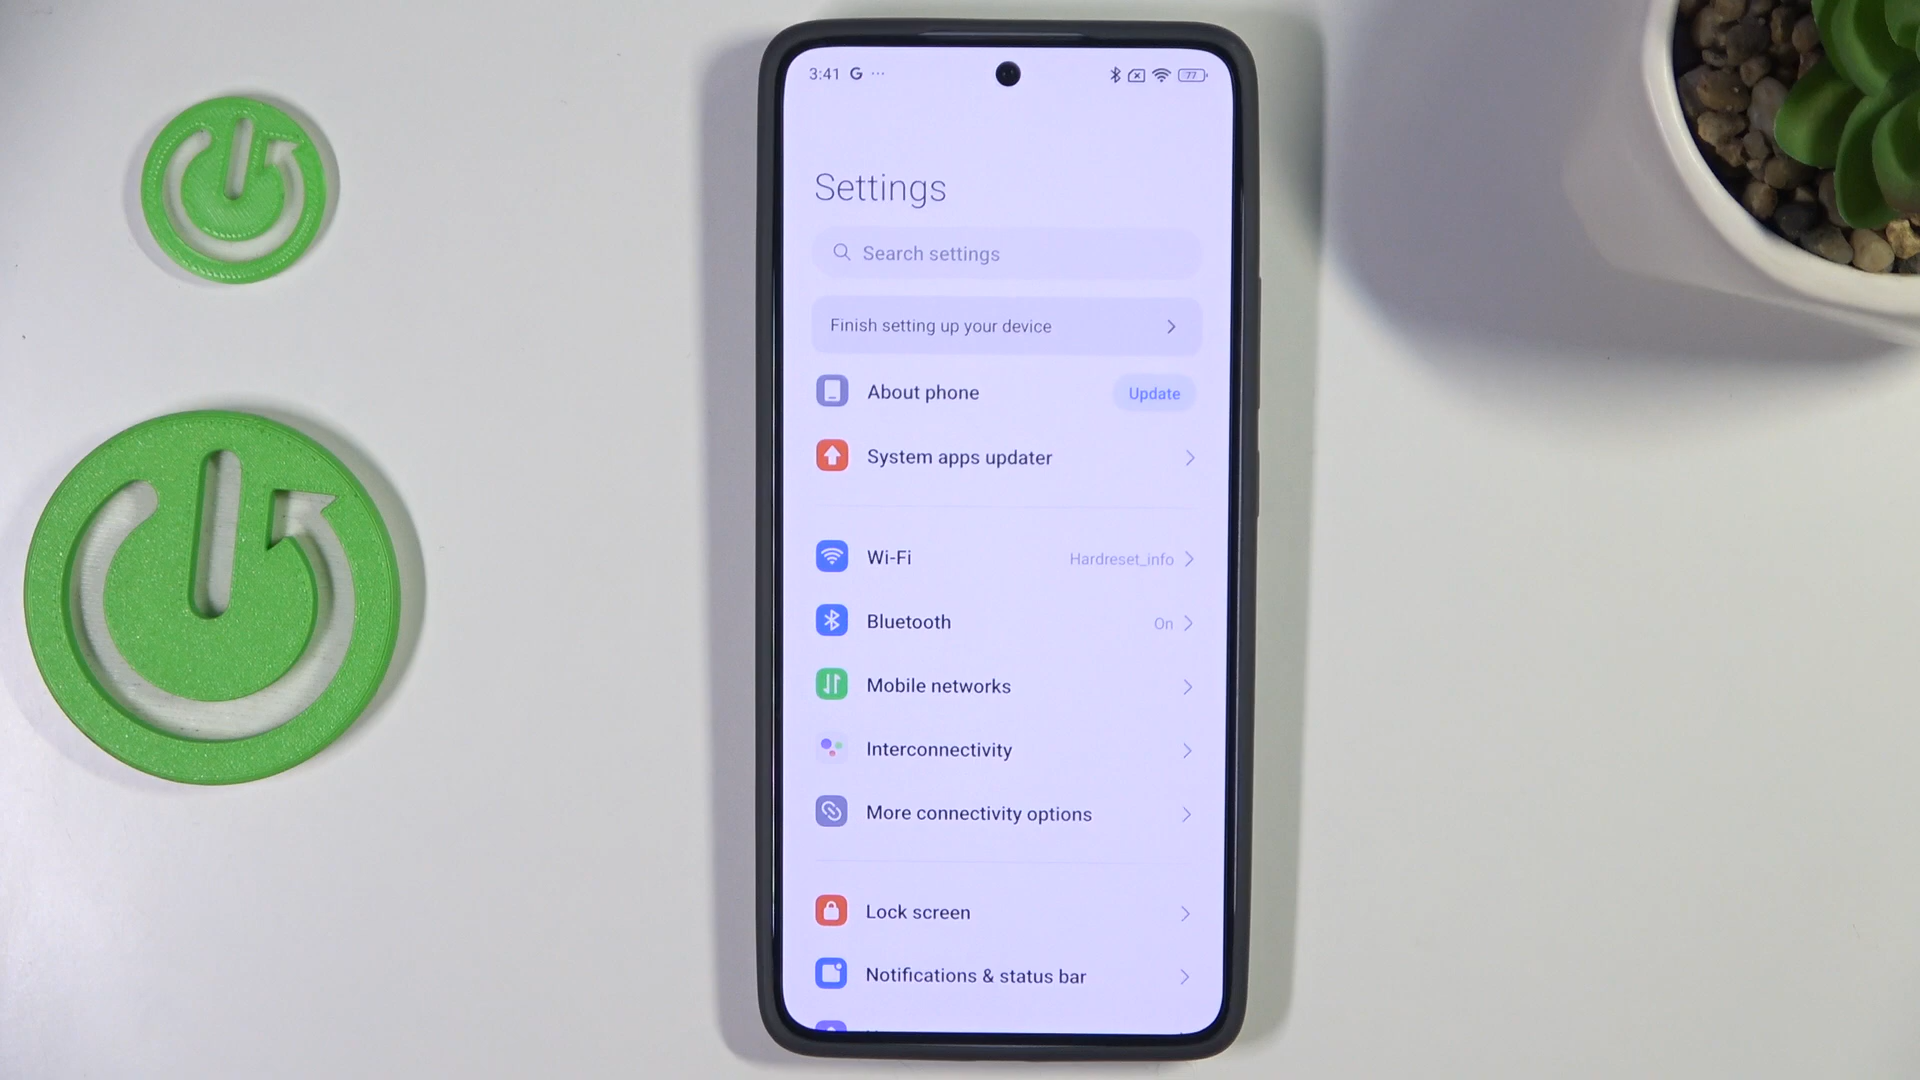 3:41 G ...
77
Settings
Search settings
Finish setting up your device
About phone
Update
System apps updater
Wi-Fi
Hardreset_info
Bluetooth
On
Mobile networks
Interconnectivity
More connectivity options
Lock screen
Notifications & status bar